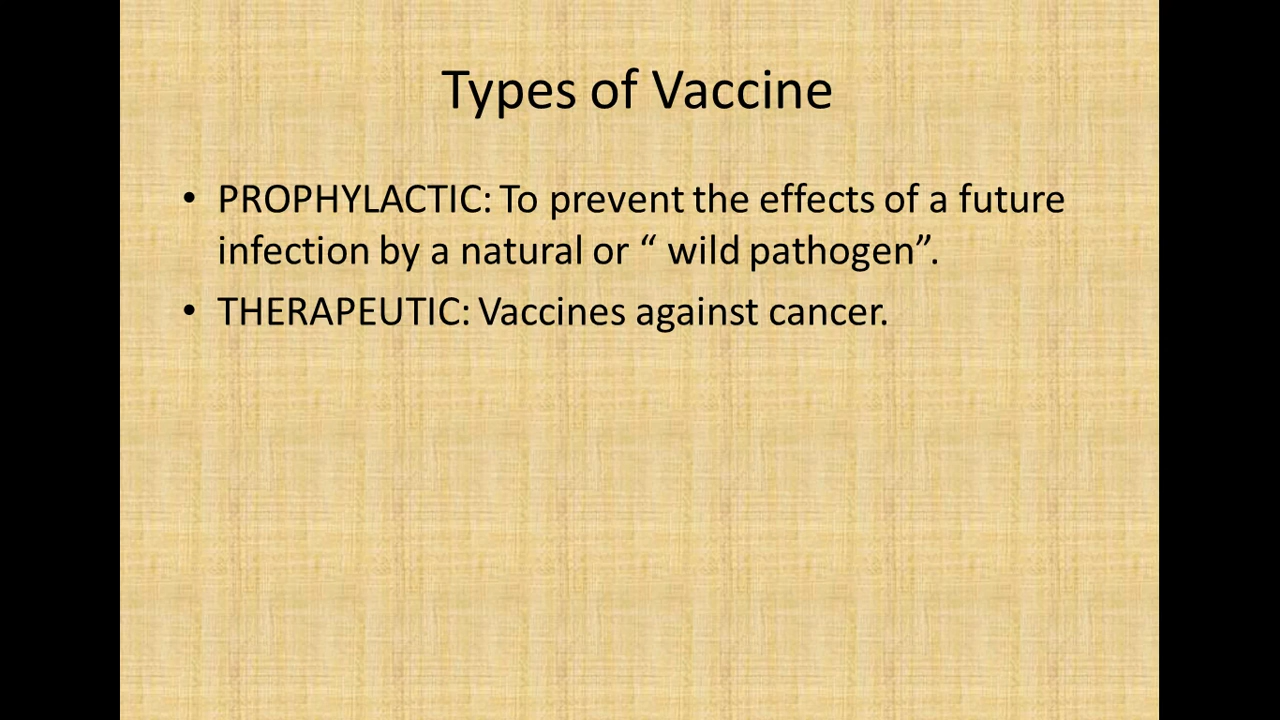 Types of Vaccine
• PROPHYLACTIC: To prevent the effects of a future
infection by a natural or “ wild pathogen”.
• THERAPEUTIC: Vaccines against cancer.